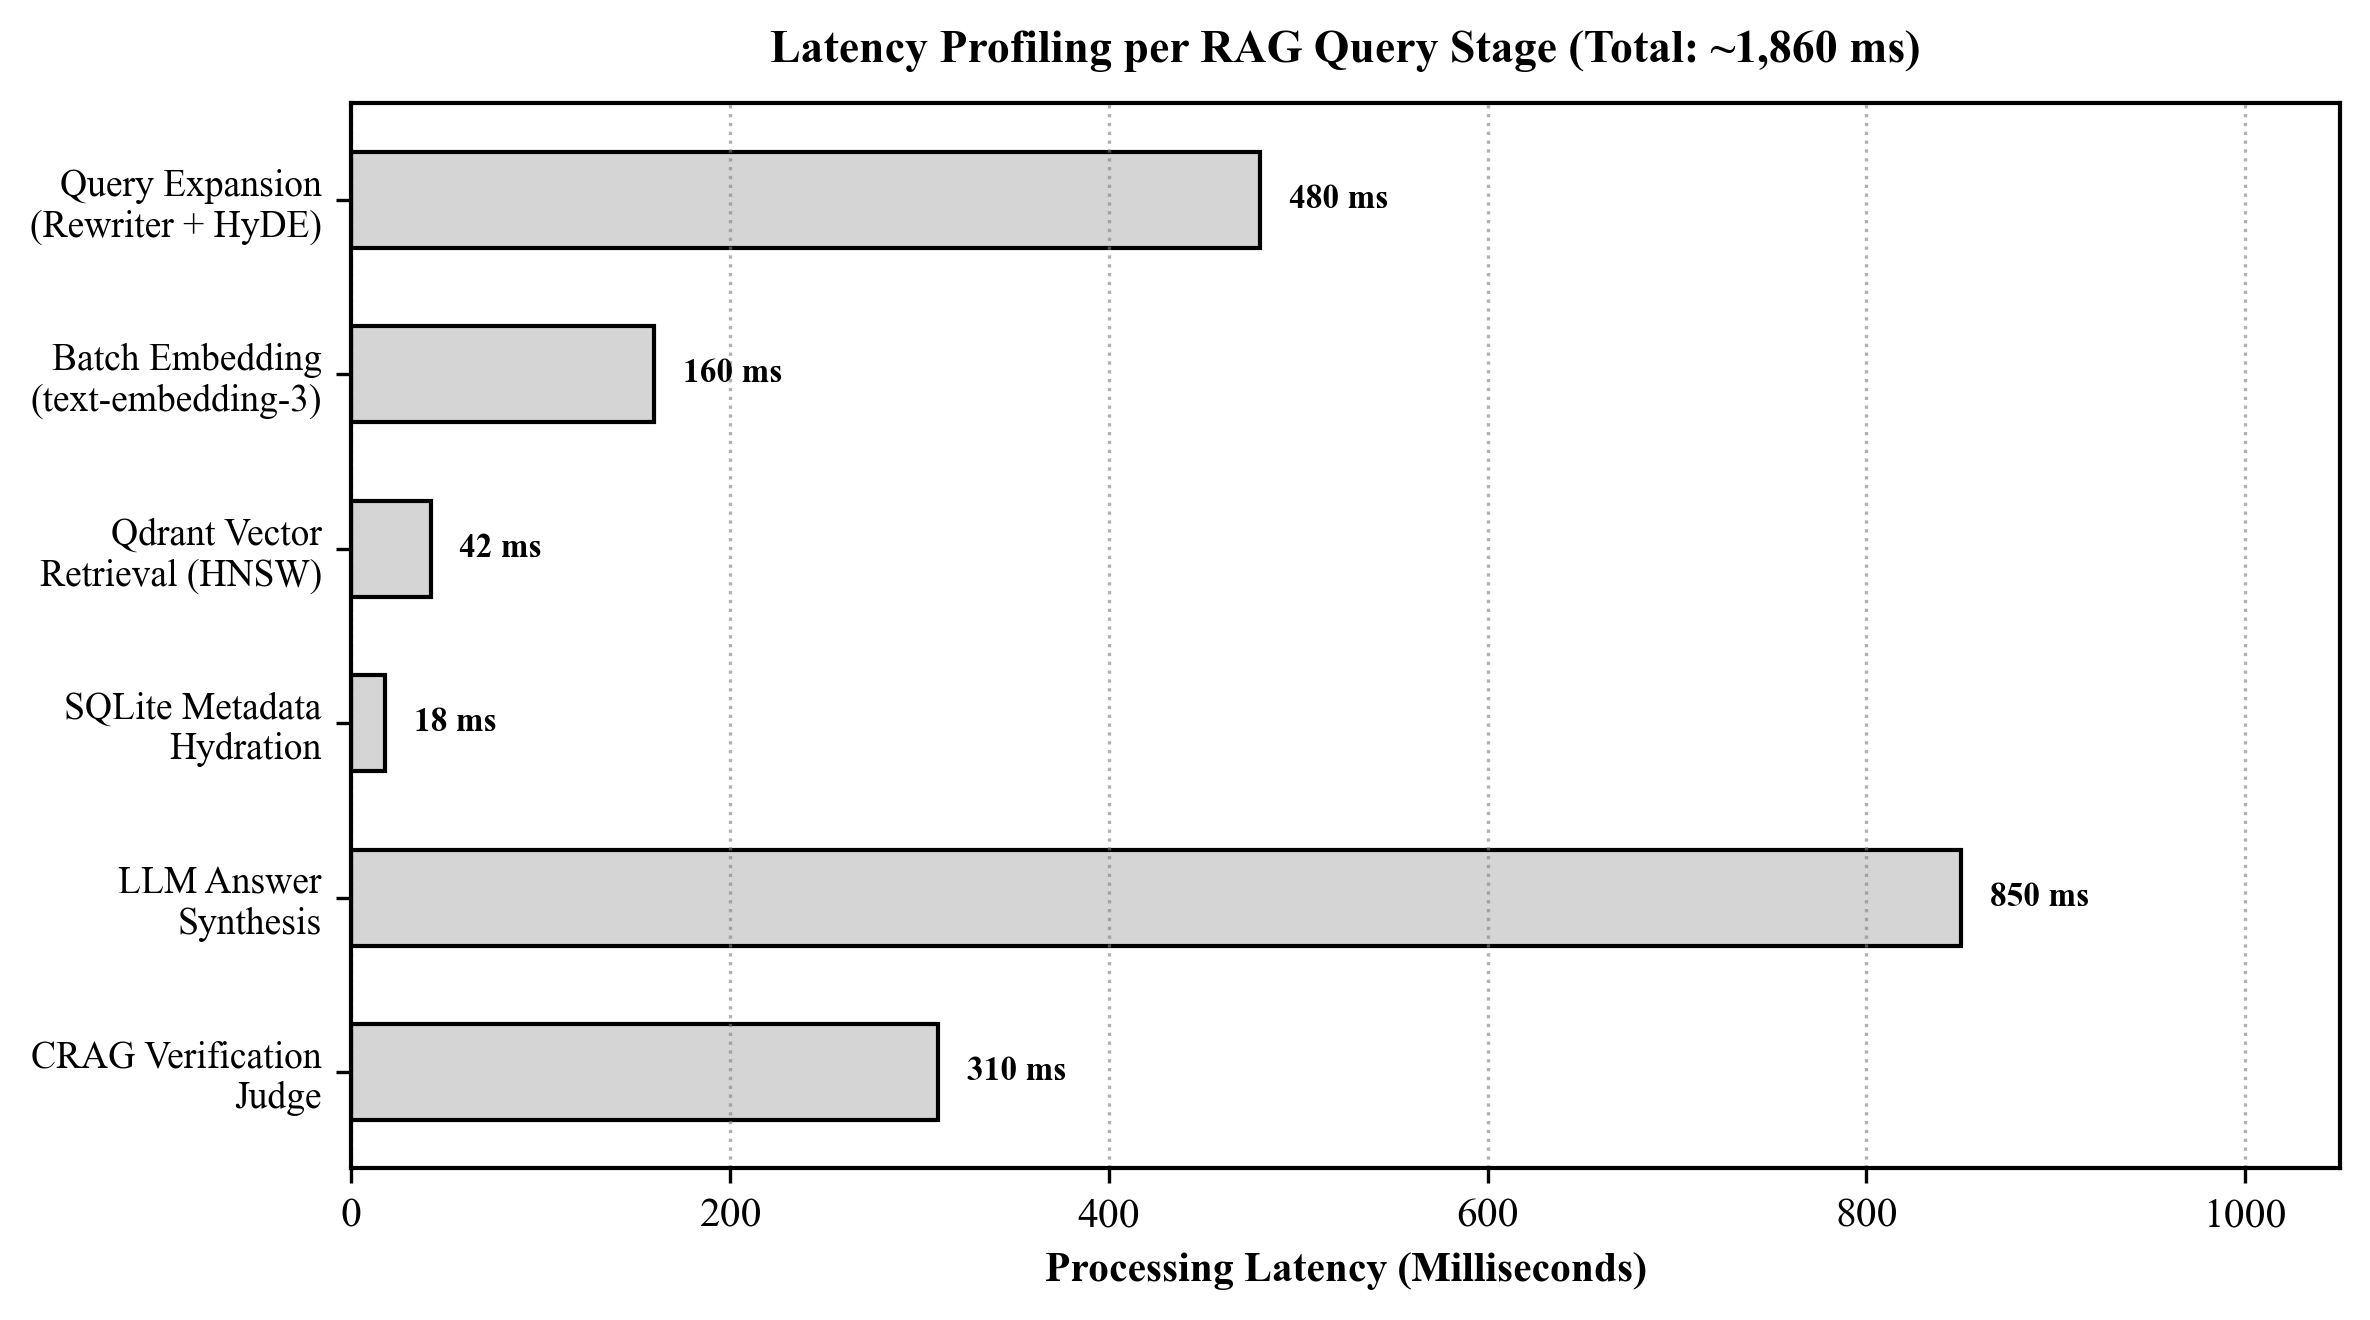 Latency Profiling per RAG Query Stage (Total: ~1,860 ms)
Query Expansion
(Rewriter + HyDE)
480 ms
Batch Embedding
(text-embedding-3)
160 ms
Qdrant Vector
Retrieval (HNSW)
42 ms
SQLite Metadata
Hydration
18 ms
LLM Answer
Synthesis
850 ms
CRAG Verification
Judge
310 ms
0 200 400 600 800 1000
Processing Latency (Milliseconds)